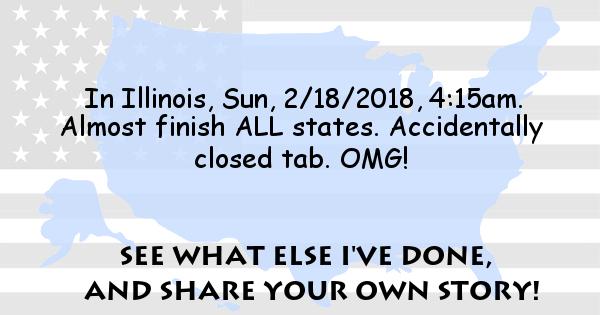 In Illinois, Sun, 2/18/2018, 4:15am.
Almost finish ALL states. Accidentally
closed tab. OMG!
SEE WHAT ELSE I'VE DONE,
AND SHARE YOUR OWN STORY!